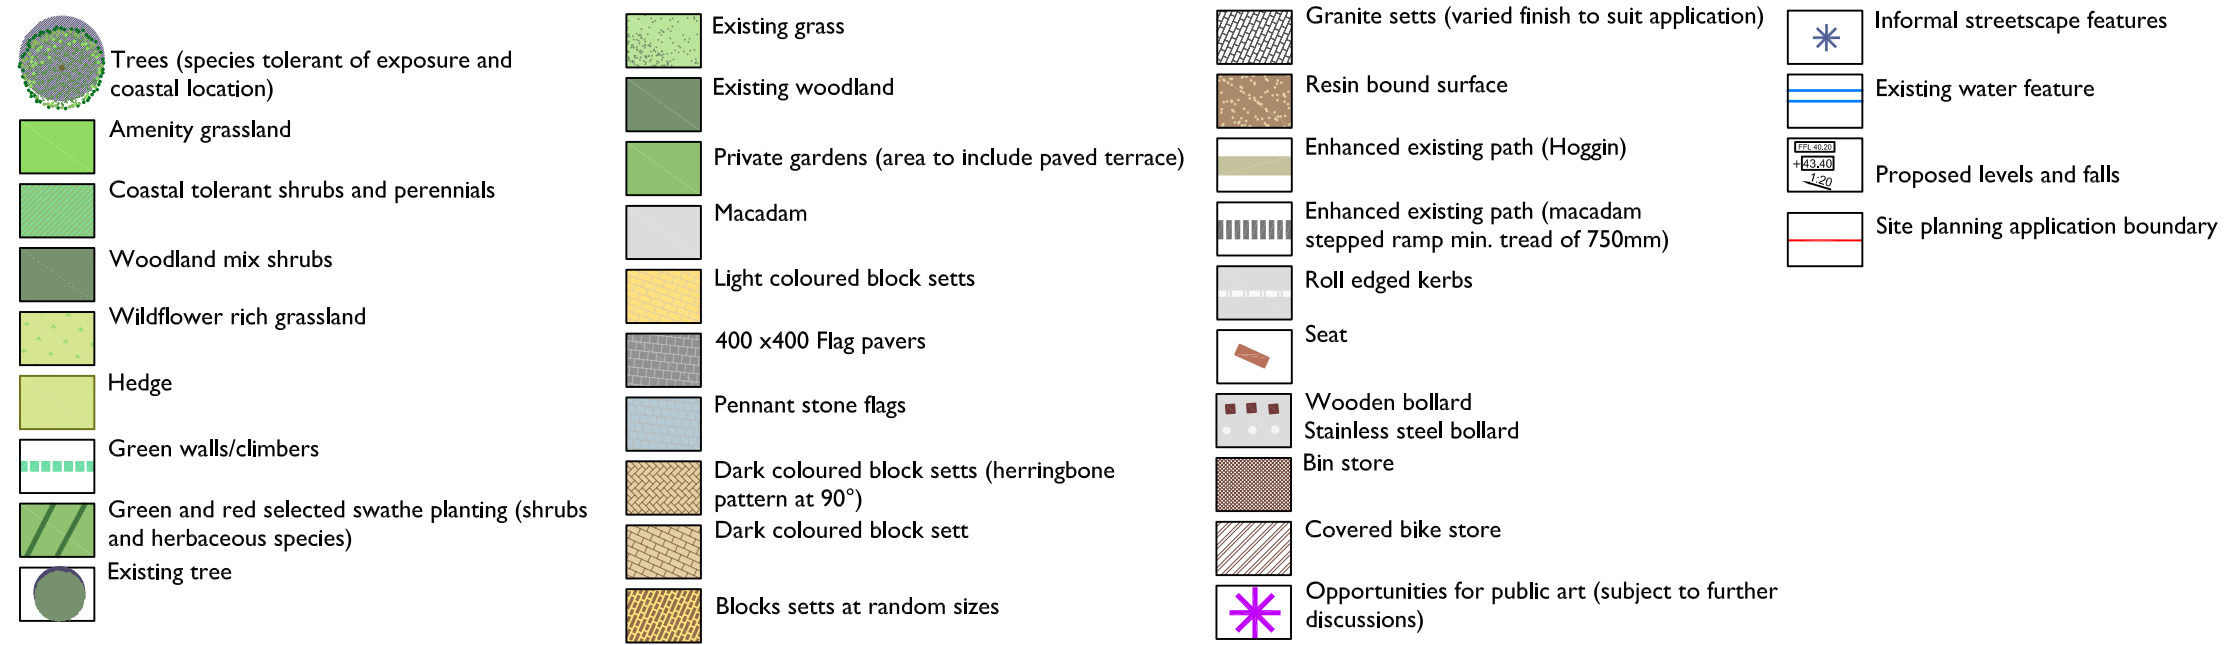 Trees (species tolerant of exposure and
coastal location)
Amenity grassland
Coastal tolerant shrubs and perennials
Woodland mix shrubs
Wildflower rich grassland
Hedge
Green walls/climbers
Green and red selected swathe planting (shrubs
and herbaceous species)
Existing tree
Existing grass
Existing woodland
Private gardens (area to include paved terrace)
Macadam
Light coloured block setts
400 x400 Flag pavers
Pennant stone flags
Dark coloured block setts (herringbone
pattern at 90°)
Dark coloured block sett
Blocks setts at random sizes
Granite setts (varied finish to suit application)
Resin bound surface
Enhanced existing path (Hoggin)
Enhanced existing path (macadam
stepped ramp min. tread of 750mm)
Roll edged kerbs
Seat
Wooden bollard
Stainless steel bollard
Bin store
Covered bike store
Opportunities for public art (subject to further
discussions)
Informal streetscape features
Existing water feature
FFL 40.20
+43.40
1:20
Proposed levels and falls
Site planning application boundary